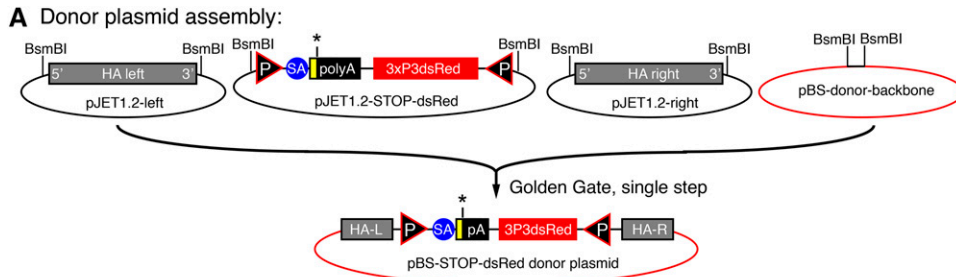 A Donor plasmid assembly:
BsmBI BsmBI BsmBI * BsmBI BsmBI BsmBI BsmBI BsmBI
5' HA left 3' P SA polyA 3xP3dsRed P 5' HA right 3'
pJET1.2-left pJET1.2-STOP-dsRed pJET1.2-right pBS-donor-backbone
Golden Gate, single step
*
HA-L P SA pA 3P3dsRed P HA-R
pBS-STOP-dsRed donor plasmid